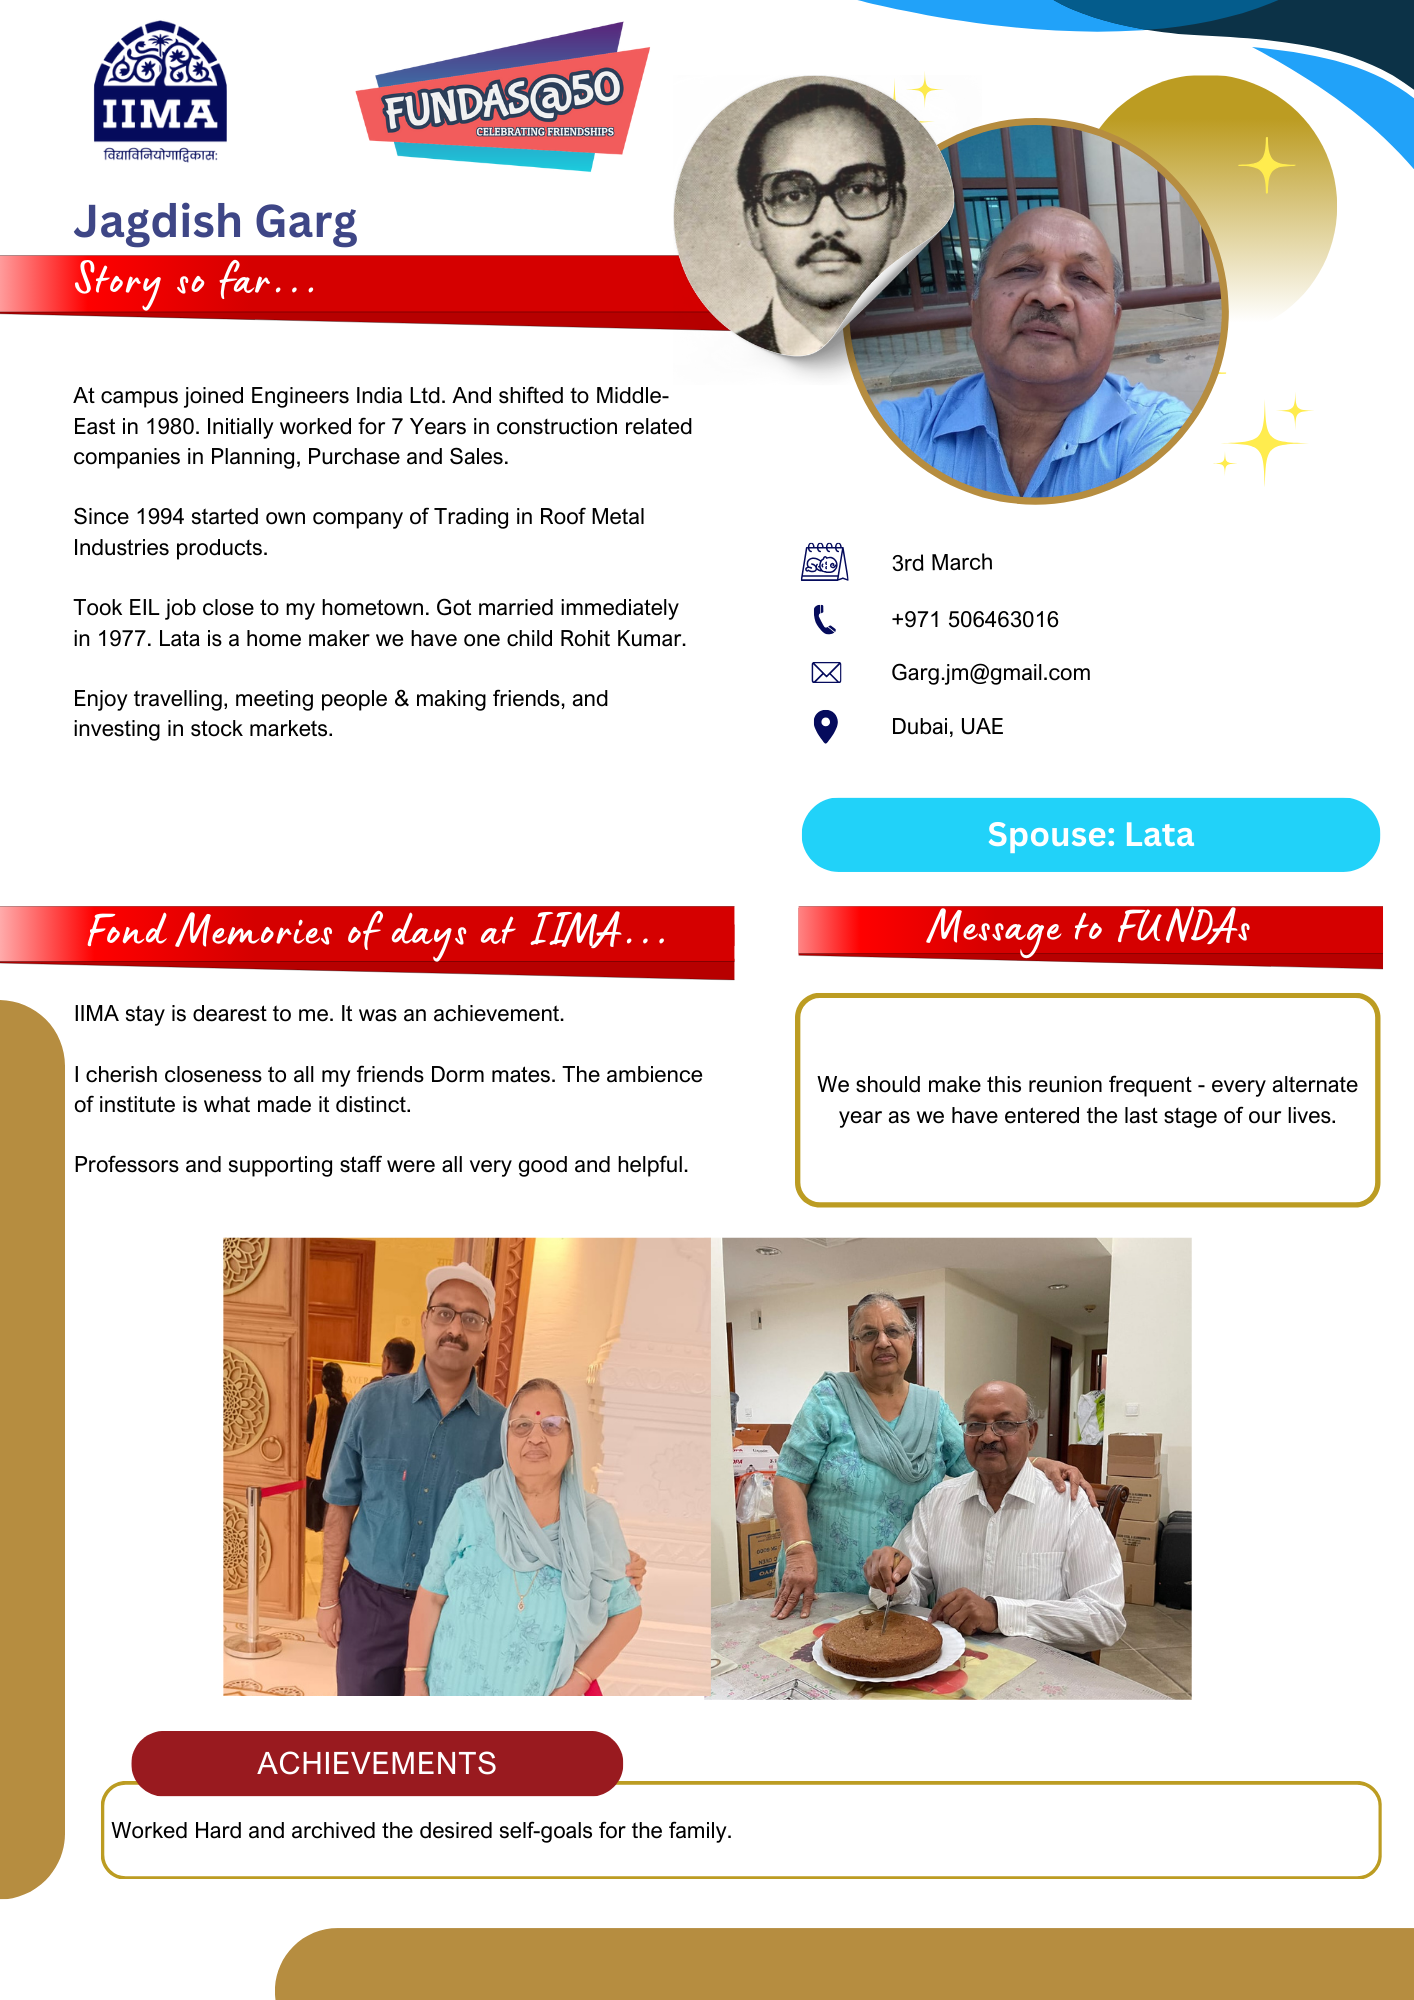 IIMA
विद्याविनियोगाद्विकास:
FUNDAS@50
CELEBRATING FRIENDSHIPS
Jagdish Garg
Story so far...
At campus joined Engineers India Ltd. And shifted to Middle-
East in 1980. Initially worked for 7 Years in construction related
companies in Planning, Purchase and Sales.
Since 1994 started own company of Trading in Roof Metal
Industries products.
Took EIL job close to my hometown. Got married immediately
in 1977. Lata is a home maker we have one child Rohit Kumar.
Enjoy travelling, meeting people & making friends, and
investing in stock markets.
3rd March
+971 506463016
Garg.jm@gmail.com
Dubai, UAE
Spouse: Lata
Fond Memories of days at IIMA...
IIMA stay is dearest to me. It was an achievement.
I cherish closeness to all my friends Dorm mates. The ambience
of institute is what made it distinct.
Professors and supporting staff were all very good and helpful.
Message to FUNDAs
We should make this reunion frequent - every alternate
year as we have entered the last stage of our lives.
ACHIEVEMENTS
Worked Hard and archived the desired self-goals for the family.